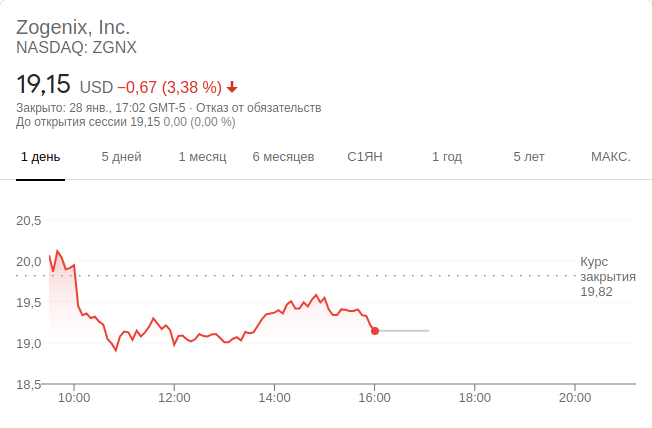 Zogenix, Inc.
NASDAQ: ZGNX
19,15 USD −0,67 (3,38 %)
Закрыто: 28 янв., 17:02 GMT-5 · Отказ от обязательств
До открытия сессии 19,15 0,00 (0,00 %)
1 день 5 дней 1 месяц 6 месяцев С1ЯН 1 год 5 лет МАКС.
20,5
20,0
19,5
19,0
18,5
Курс
закрытия
19,82
10:00 12:00 14:00 16:00 18:00 20:00